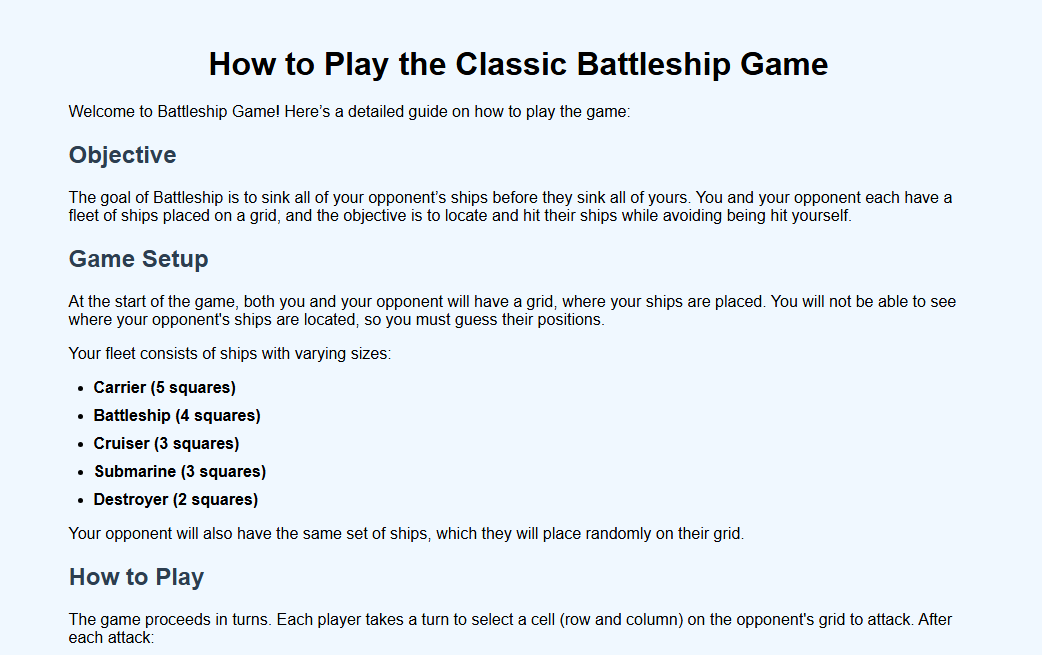 How to Play the Classic Battleship Game
Welcome to Battleship Game! Here’s a detailed guide on how to play the game:
Objective
The goal of Battleship is to sink all of your opponent’s ships before they sink all of yours. You and your opponent each have a
fleet of ships placed on a grid, and the objective is to locate and hit their ships while avoiding being hit yourself.
Game Setup
At the start of the game, both you and your opponent will have a grid, where your ships are placed. You will not be able to see
where your opponent's ships are located, so you must guess their positions.
Your fleet consists of ships with varying sizes:
• Carrier (5 squares)
• Battleship (4 squares)
• Cruiser (3 squares)
• Submarine (3 squares)
• Destroyer (2 squares)
Your opponent will also have the same set of ships, which they will place randomly on their grid.
How to Play
The game proceeds in turns. Each player takes a turn to select a cell (row and column) on the opponent's grid to attack. After
each attack: